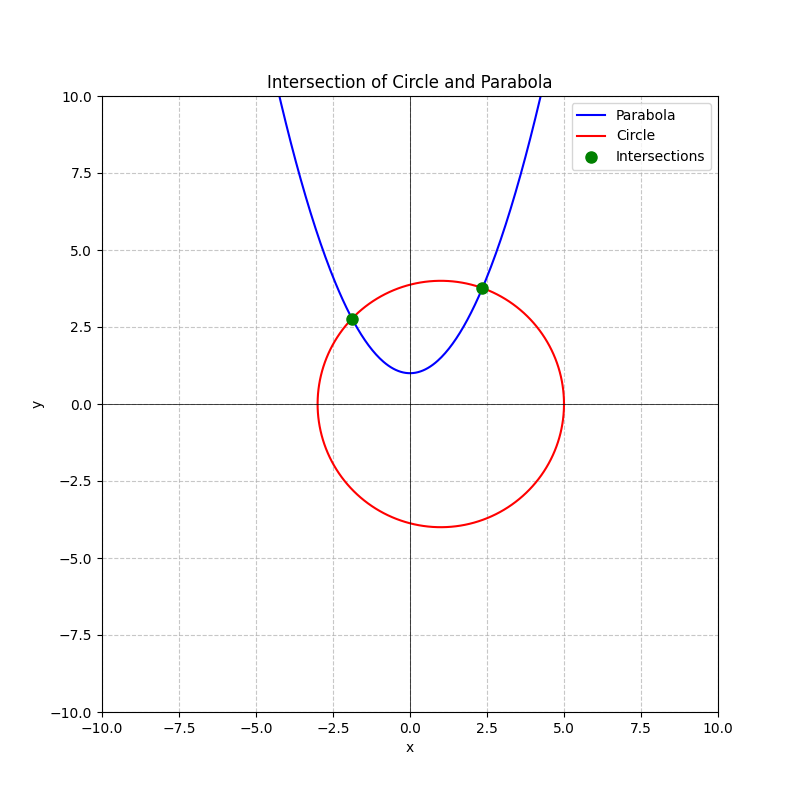 Intersection of Circle and Parabola
Parabola
Circle
Intersections
10.0
7.5
5.0
2.5
0.0
−2.5
−5.0
−7.5
−10.0
y
−10.0 −7.5 −5.0 −2.5 0.0 2.5 5.0 7.5 10.0
x